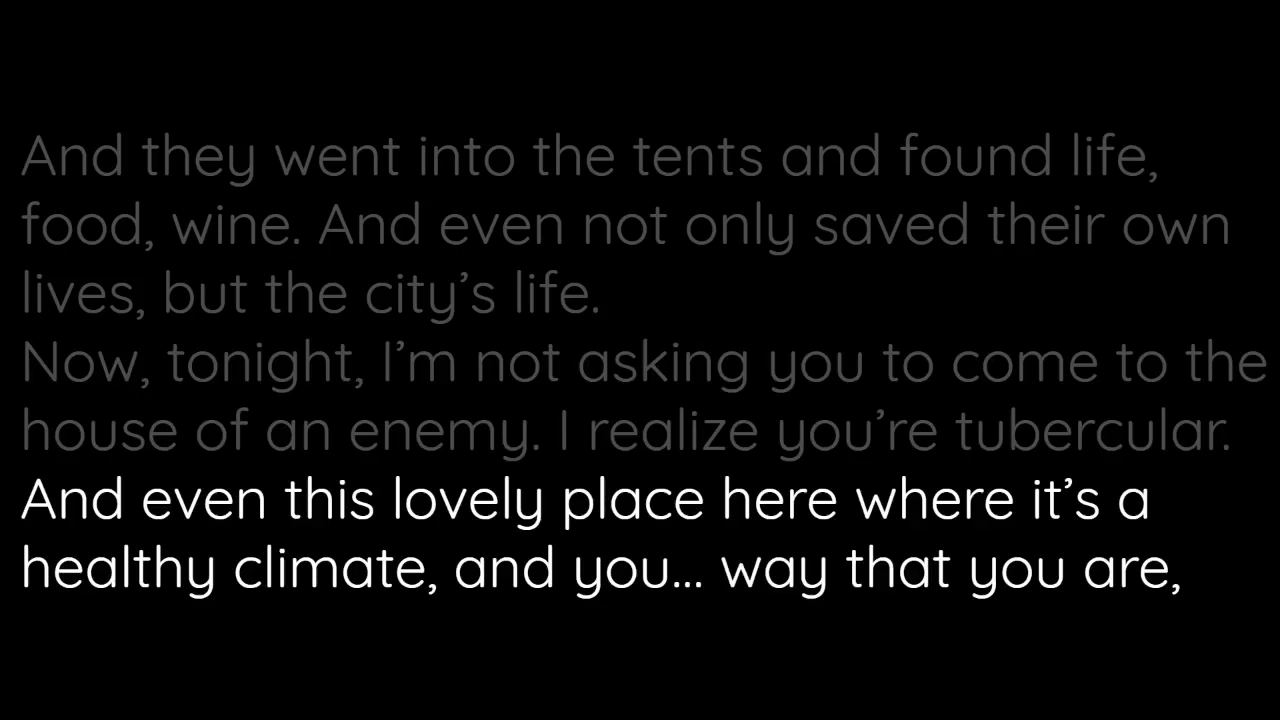 And they went into the tents and found life,
food, wine. And even not only saved their own
lives, but the city’s life.
Now, tonight, I’m not asking you to come to the
house of an enemy. I realize you’re tubercular.
And even this lovely place here where it’s a
healthy climate, and you... way that you are,